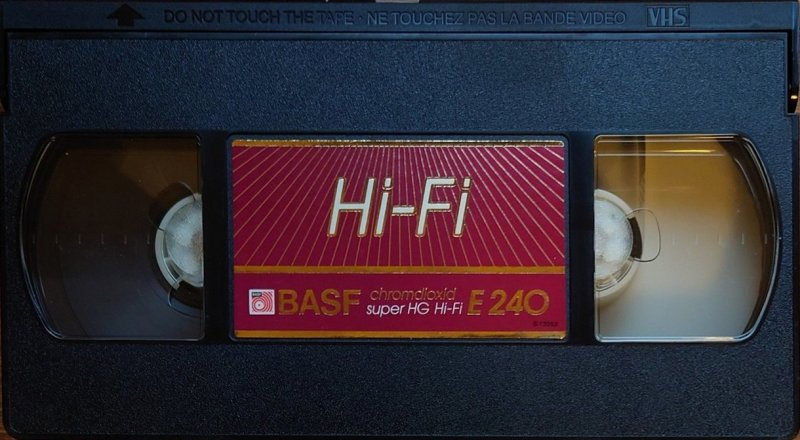 DO NOT TOUCH THE TAPE • NE TOUCHEZ PAS LA BANDE VIDEO VHS
Hi-Fi
BASF chromdioxid E 240
super HG Hi-Fi